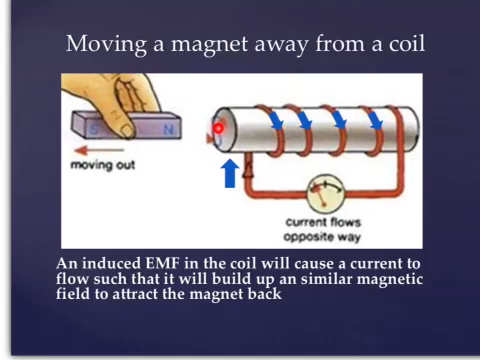 Moving a magnet away from a coil
S N
moving out
current flows
opposite way
An induced EMF in the coil will cause a current to
flow such that it will build up an similar magnetic
field to attract the magnet back